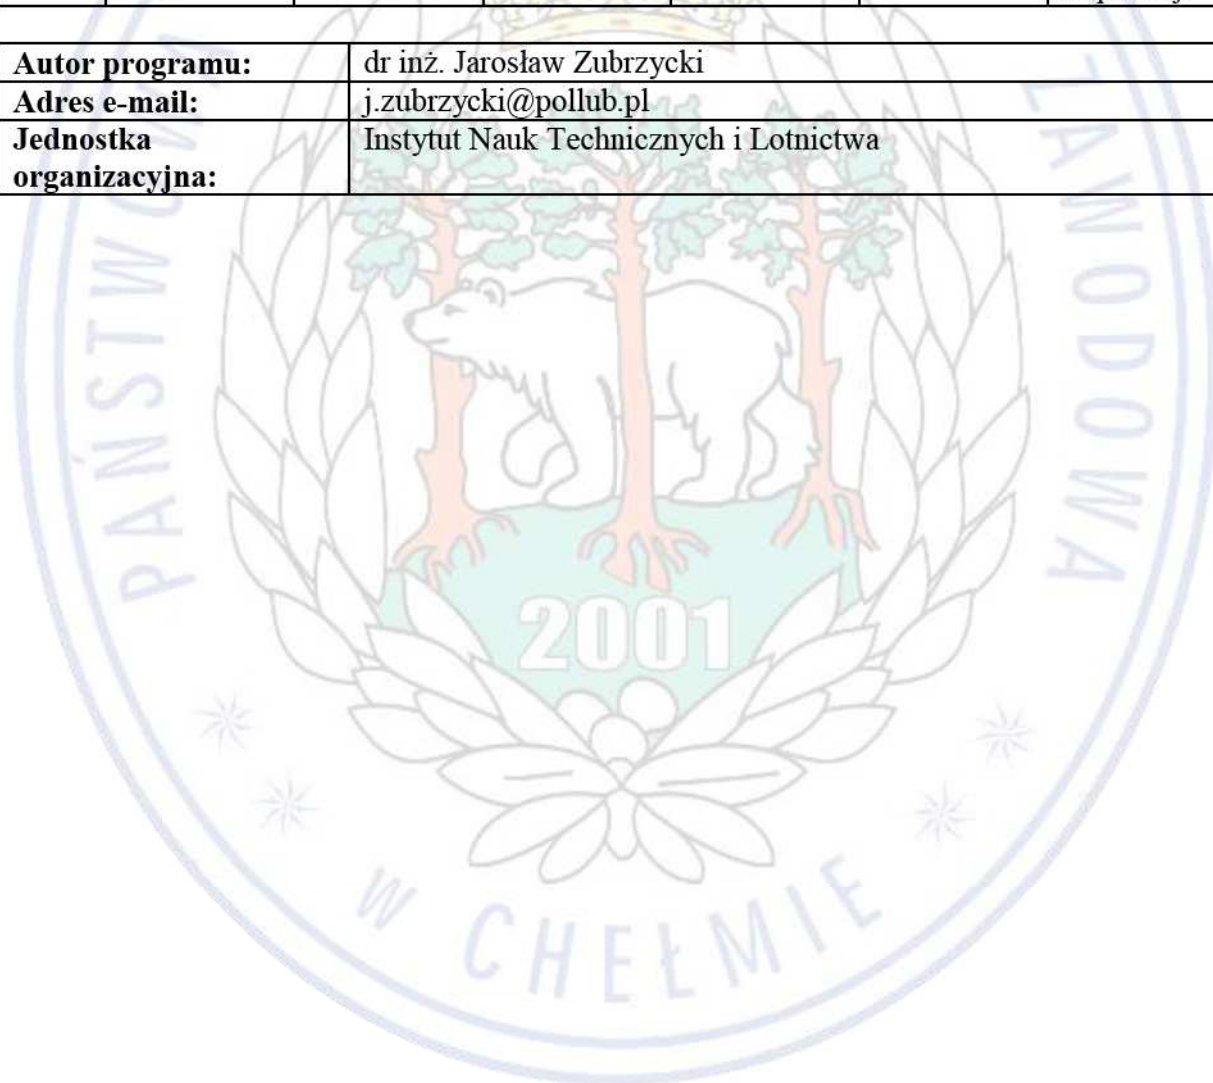 Autor programu: dr inż. Jarosław Zubrzycki
Adres e-mail: j.zubrzycki@pollub.pl
Jednostka organizacyjna: Instytut Nauk Technicznych i Lotnictwa
PAŃSTWOWA
ZAWODOWA
2001
W CHEŁMIE